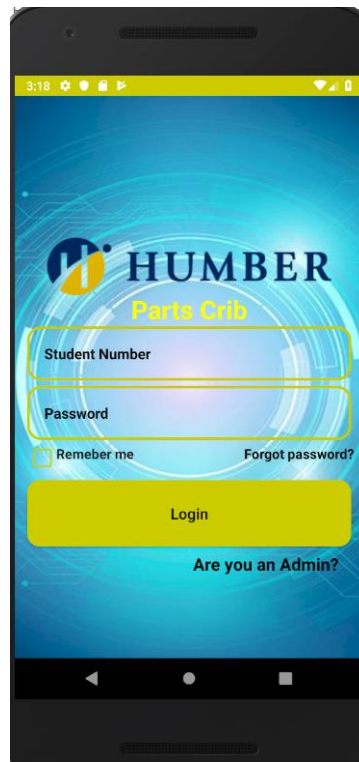 3:18
HUMBER
Parts Crib
Student Number
Password
Remeber me Forgot password?
Login
Are you an Admin?